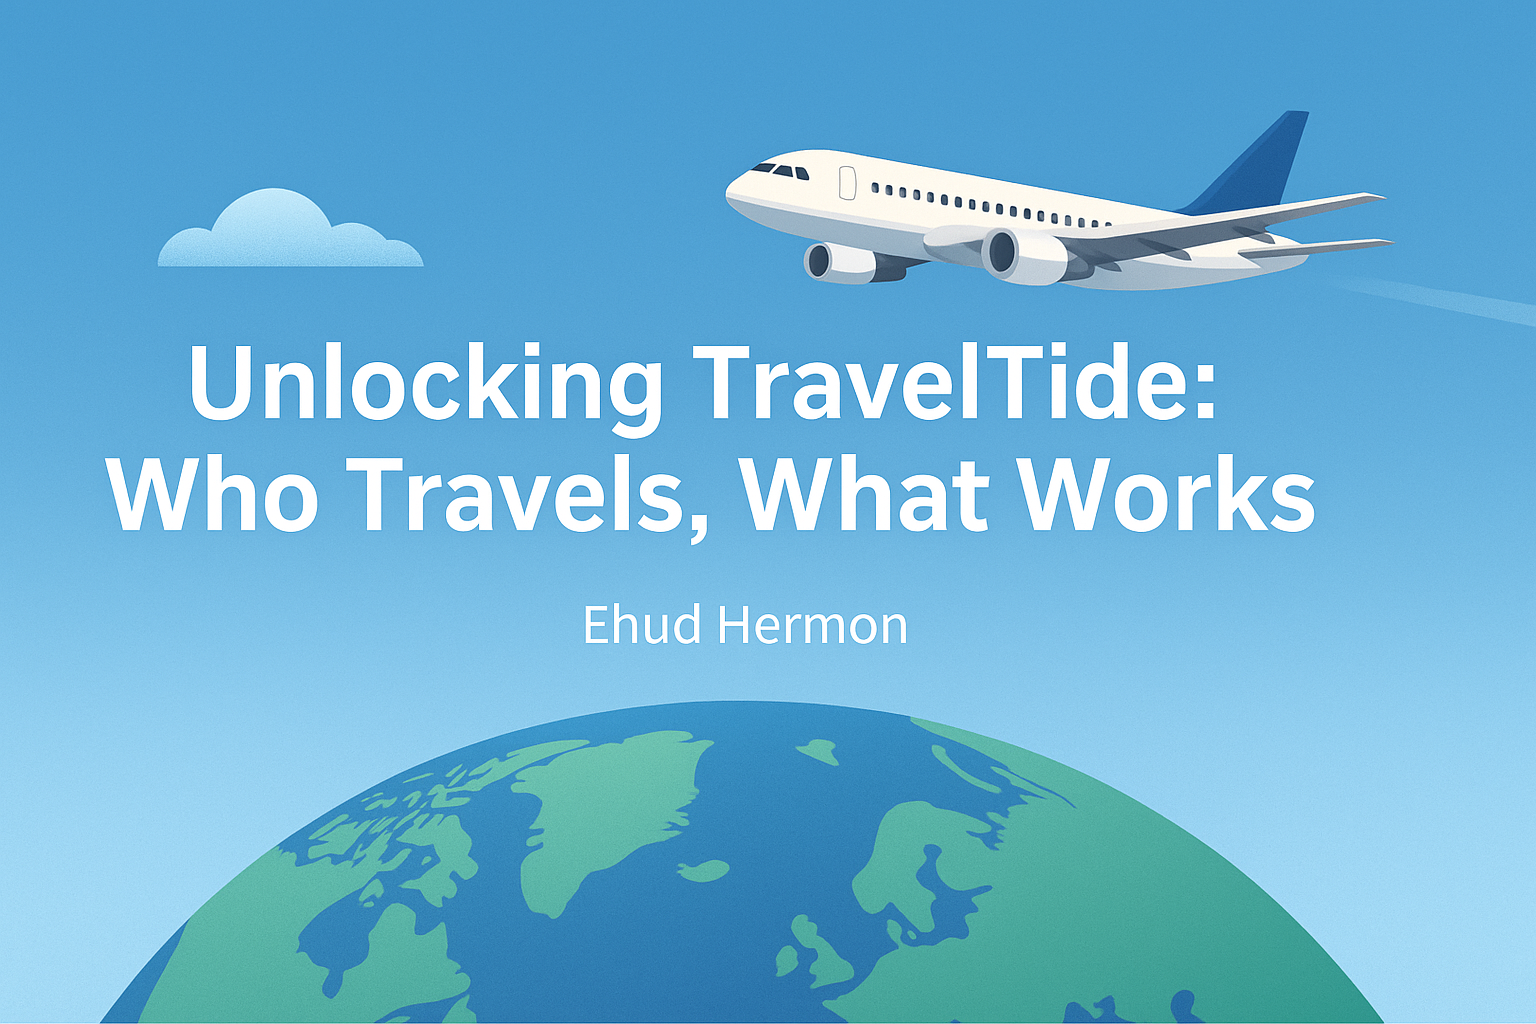 Unlocking TravelTide:
Who Travels, What Works
Ehud Hermon